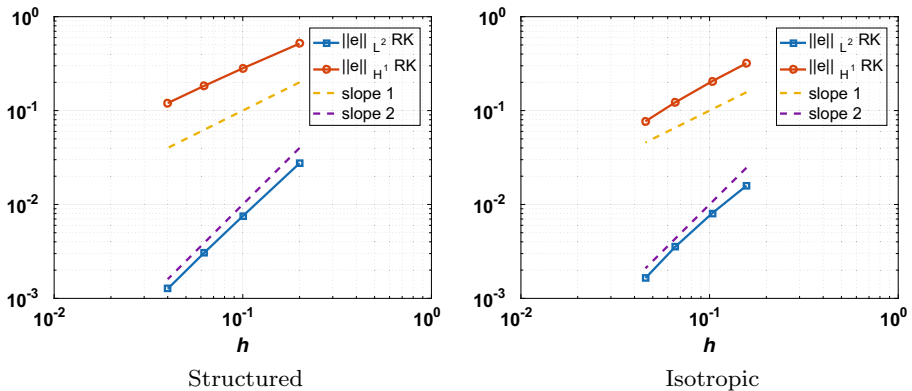 10^0
10^-1
10^-2
10^-3
10^-2
10^-1
10^0
h
||e|| L^2 RK
||e|| H^1 RK
slope 1
slope 2
Structured
10^0
10^-1
10^-2
10^-3
10^-2
10^-1
10^0
h
||e|| L^2 RK
||e|| H^1 RK
slope 1
slope 2
Isotropic